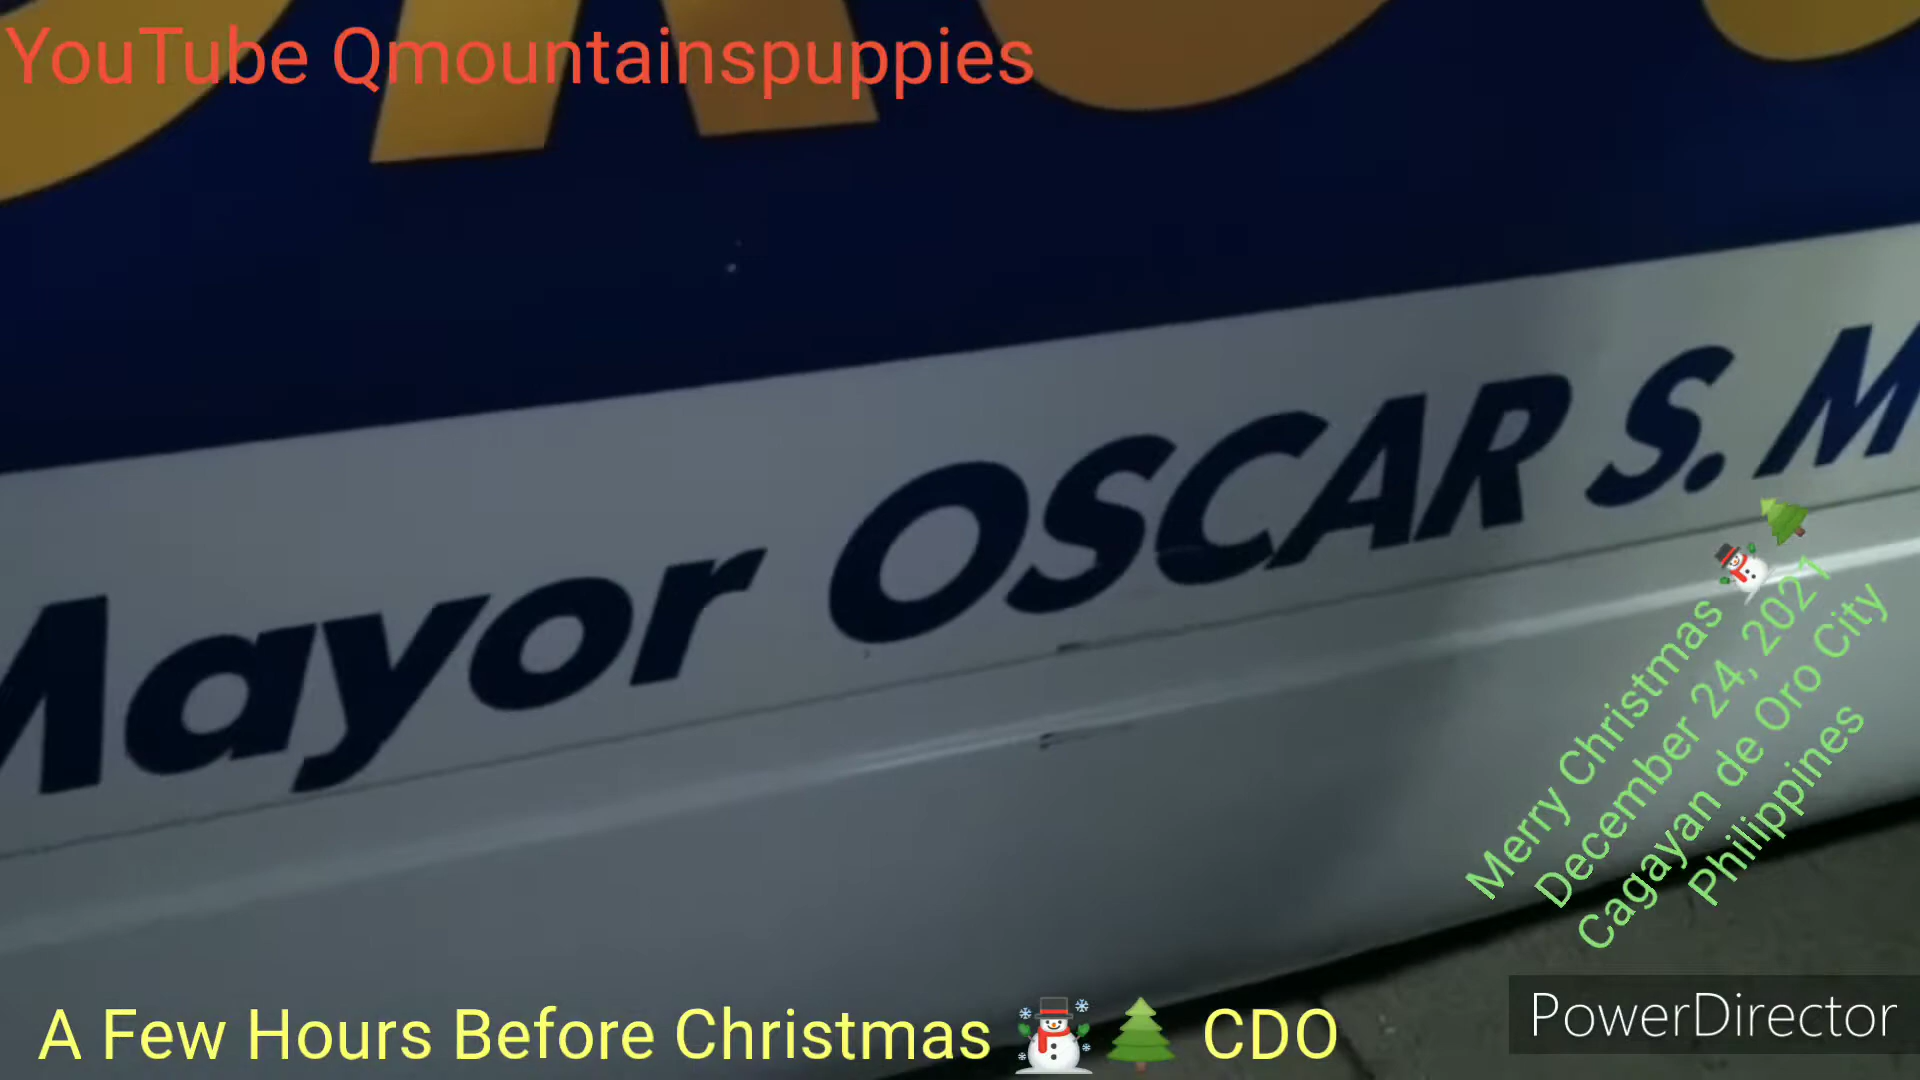 YouTube Qmountainspuppies
Mayor OSCAR S. M
Merry Christmas ⛄🌲
December 24, 2021
Cagayan de Oro City
Philippines
A Few Hours Before Christmas ☃️🌲 CDO
PowerDirector